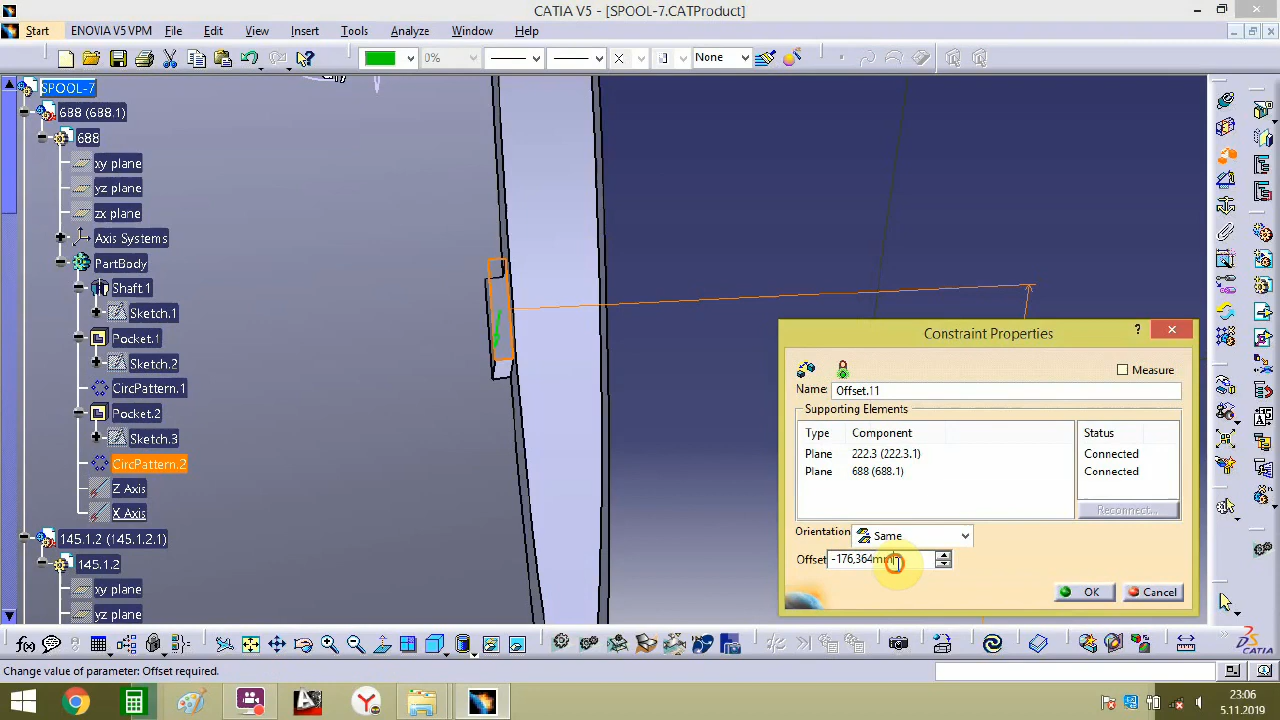 CATIA V5 - [SPOOL-7.CATProduct]
Start ENOVIA V5 VPM File Edit View Insert Tools Analyze Window Help
0% None
SPOOL-7
688 (688.1)
688
xy plane
yz plane
zx plane
Axis Systems
PartBody
Shaft.1
Sketch.1
Pocket.1
Sketch.2
CircPattern.1
Pocket.2
Sketch.3
CircPattern.2
Z Axis
X Axis
145.1.2 (145.1.2.1)
145.1.2
xy plane
yz plane
Constraint Properties ?
Measure
Name: Offset.11
Supporting Elements
Type Component Status
Plane 222.3 (222.3.1) Connected
Plane 688 (688.1) Connected
Reconnect...
Orientation Same
Offset -176,364mm
OK Cancel
CATIA
Change value of parameter: Offset required.
23:06
5.11.2019